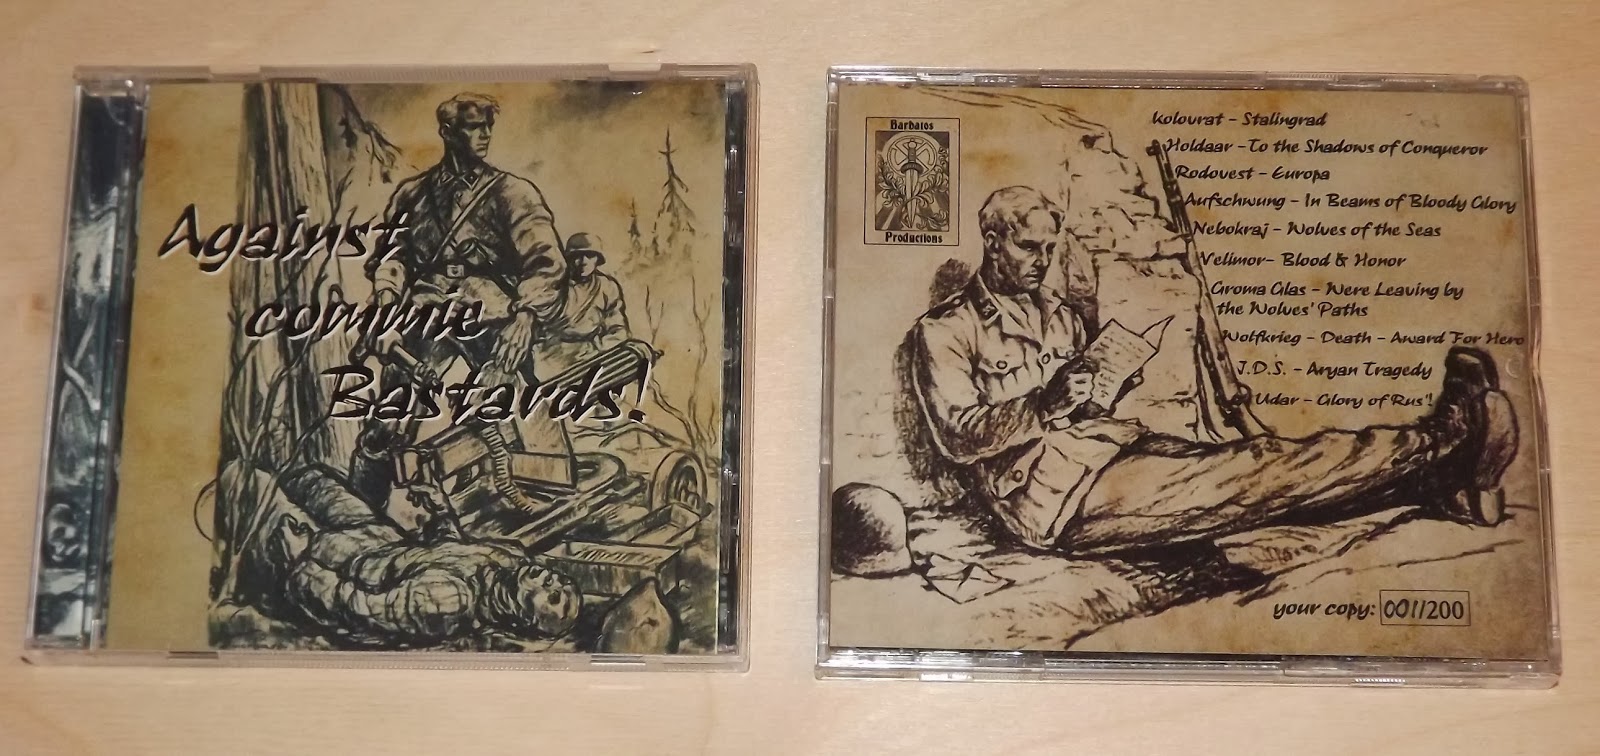 Against
commie
Bastards!
Barbatos
Productions
Kolovrat - Stalingrad
Holdaar - To the Shadows of Conqueror
Rodovest - Europa
Aufschwung - In Beams of Bloody Glory
Nebokraj - Wolves of the Seas
Velimor- Blood & Honor
Groma Glas - Were Leaving by
the Wolves' Paths
Wolfkrieg - Death - Award For Hero
J.D.S. - Aryan Tragedy
Udar - Glory of Rus'!
your copy: 001/200